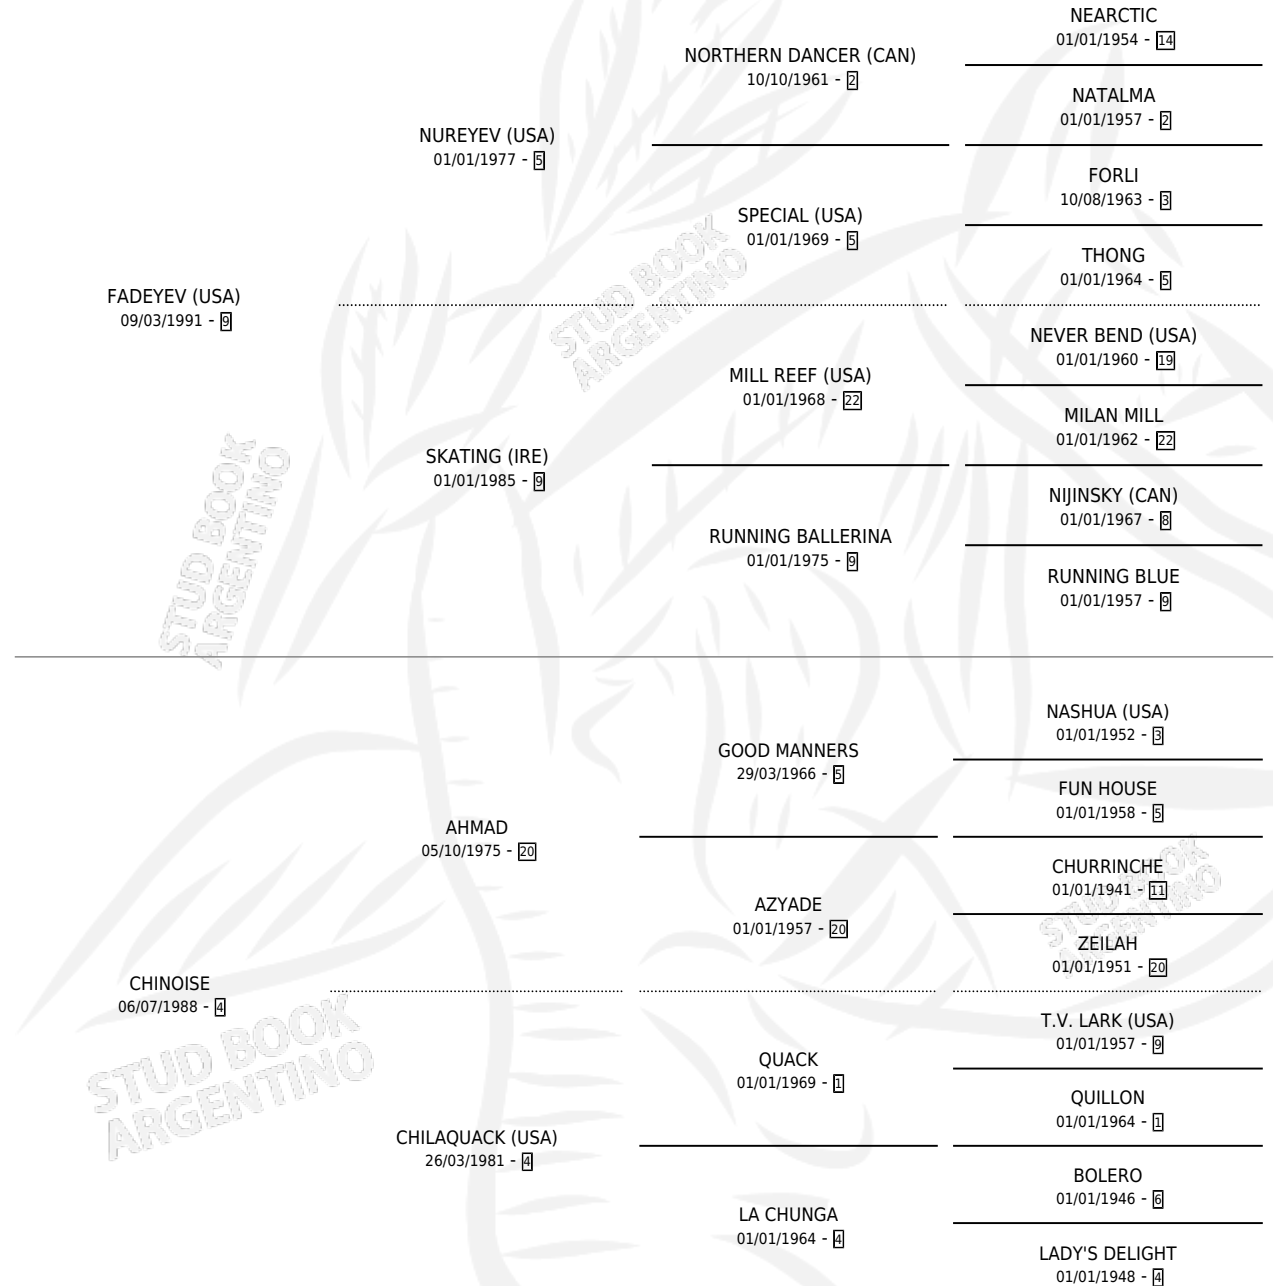 NEARCTIC
01/01/1954 - 14
NORTHERN DANCER (CAN)
10/10/1961 - 2
NATALMA
01/01/1957 - 2
NUREYEV (USA)
01/01/1977 - 5
FORLI
10/08/1963 - 3
SPECIAL (USA)
01/01/1969 - 5
THONG
01/01/1964 - 5
FADEYEV (USA)
09/03/1991 - 9
NEVER BEND (USA)
01/01/1960 - 19
MILL REEF (USA)
01/01/1968 - 22
MILAN MILL
01/01/1962 - 22
SKATING (IRE)
01/01/1985 - 9
NIJINSKY (CAN)
01/01/1967 - 8
RUNNING BALLERINA
01/01/1975 - 9
RUNNING BLUE
01/01/1957 - 9
NASHUA (USA)
01/01/1952 - 3
GOOD MANNERS
29/03/1966 - 5
FUN HOUSE
01/01/1958 - 5
AHMAD
05/10/1975 - 20
CHURRINCHE
01/01/1941 - 11
AZYADE
01/01/1957 - 20
ZEILAH
01/01/1951 - 20
CHINOISE
06/07/1988 - 4
T.V. LARK (USA)
01/01/1957 - 9
QUACK
01/01/1969 - 1
QUILLON
01/01/1964 - 1
CHILAQUACK (USA)
26/03/1981 - 4
BOLERO
01/01/1946 - 6
LA CHUNGA
01/01/1964 - 4
LADY'S DELIGHT
01/01/1948 - 4
STUD BOOK
ARGENTINO
STUD BOOK
ARGENTINO
STUD BOOK
ARGENTINO
STUD BOOK
ARGENTINO